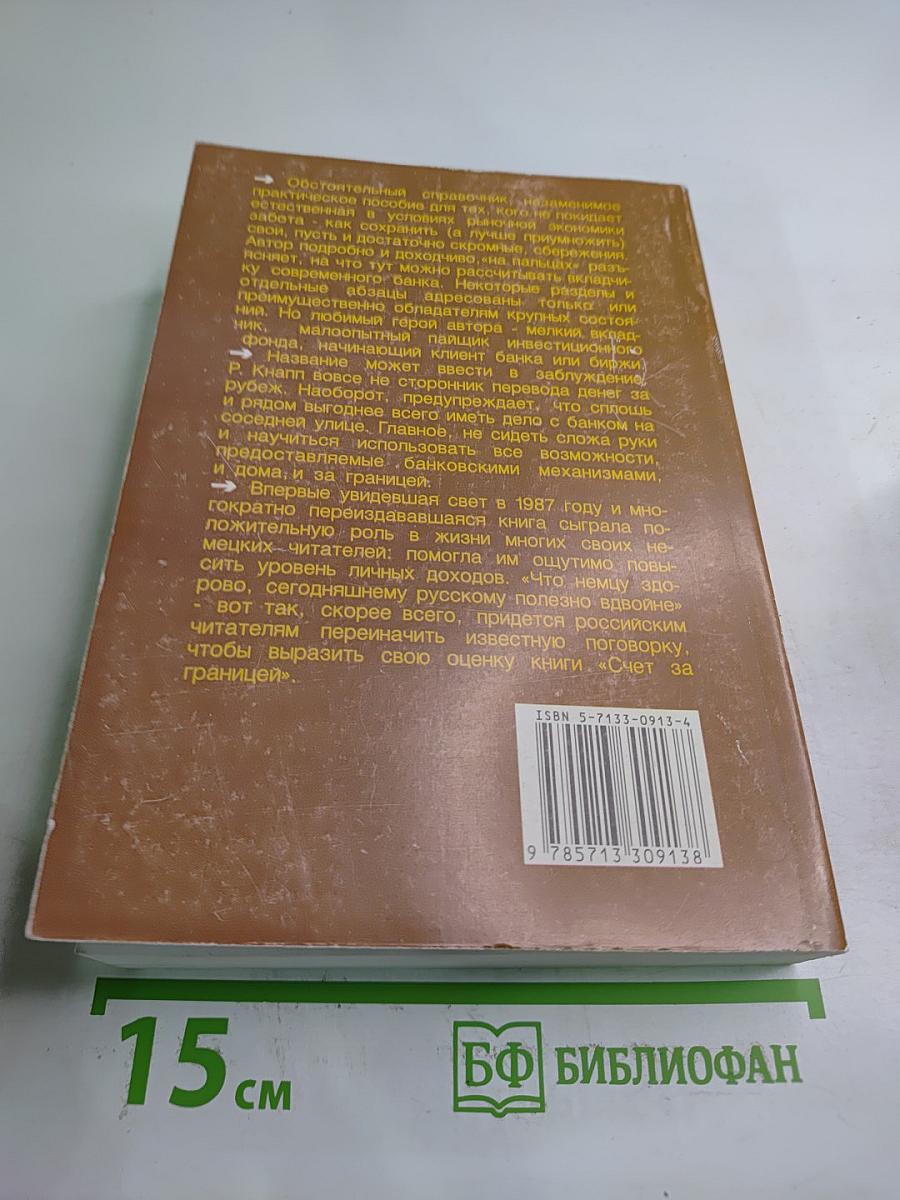 → Обстоятельный справочник, незаменимое
практическое пособие для тех, кого не покидает
естественная в условиях рыночной экономики
забота - как сохранить (а лучше приумножить)
свои, пусть и достаточно скромные, сбережения.
Автор подробно и доходчиво, «на пальцах» разъ-
ясняет, на что тут можно рассчитывать вкладчи-
ку современного банка. Некоторые разделы и
отдельные абзацы адресованы только или
преимущественно обладателям крупных состоя-
ний. Но любимый герой автора - мелкий вклад-
ник, малоопытный пайщик инвестиционного
фонда, начинающий клиент банка или биржи.
→ Название может ввести в заблуждение,
Р. Кнапп вовсе не сторонник перевода денег за
рубеж. Наоборот, предупреждает, что сплошь
и рядом выгоднее всего иметь дело с банком на
соседней улице. Главное, не сидеть сложа руки
и научиться использовать все возможности,
предоставляемые банковскими механизмами,
и дома, и за границей.
→ Впервые увидевшая свет в 1987 году и мно-
гократно переиздававшаяся книга сыграла по-
ложительную роль в жизни многих своих не-
мецких читателей: помогла им ощутимо повы-
сить уровень личных доходов. «Что немцу здо-
рово, сегодняшнему русскому полезно вдвойне»
- вот так, скорее всего, придется российским
читателям переиначить известную поговорку,
чтобы выразить свою оценку книги «Счет за
границей».
ISBN 5-7133-0913-4
9 785713 309138
15 см
БФ БИБЛИОФАН